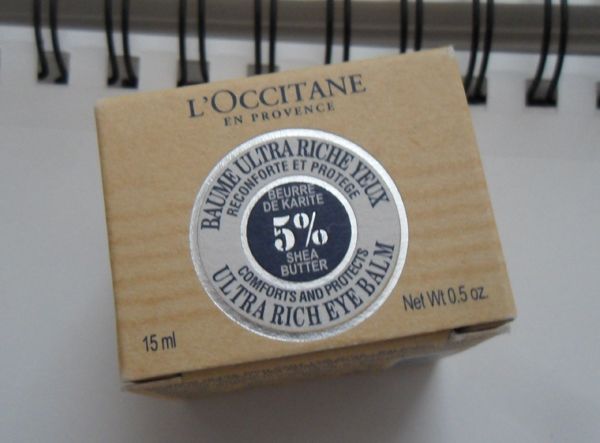 L'OCCITANE
EN PROVENCE
BAUME ULTRA RICHE YEUX
RECONFORTE ET PROTÈGE
BEURRE
DE KARITE
5%
SHEA
BUTTER
COMFORTS AND PROTECTS
ULTRA RICH EYE BALM
15 ml
Net Wt 0.5 oz.